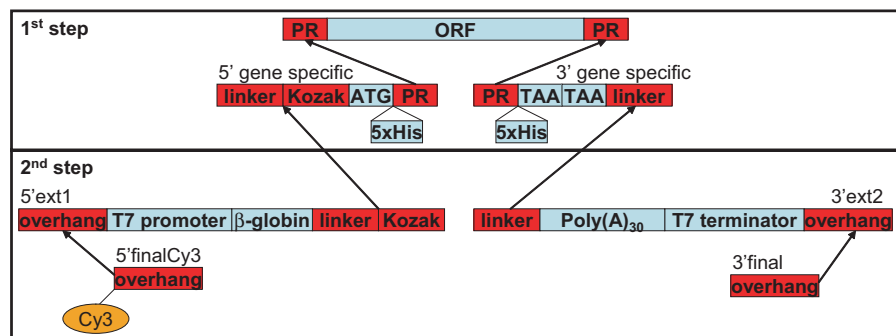 1st step
PR ORF PR
5' gene specific 3' gene specific
linker Kozak ATG PR PR TAA TAA linker
5xHis 5xHis
2nd step
5'ext1 3'ext2
overhang T7 promoter β-globin linker Kozak linker Poly(A)30 T7 terminator overhang
5'finalCy3 3'final
overhang overhang
Cy3